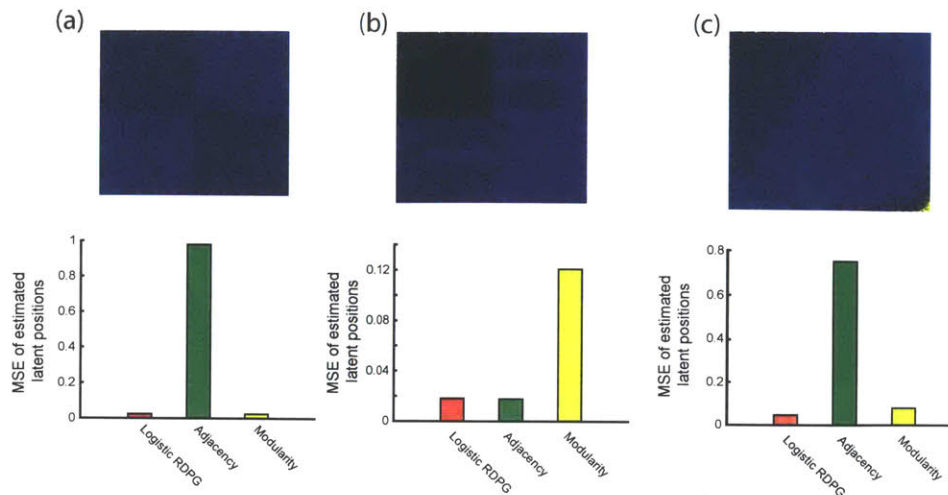 (a)
(b)
(c)
MSE of estimated
latent positions
1
0.8
0.6
0.4
0.2
0
Logistic RDPG
Adjacency
Modularity
MSE of estimated
latent positions
0.12
0.08
0.04
0
Logistic RDPG
Adjacency
Modularity
MSE of estimated
latent positions
0.8
0.6
0.4
0.2
0
Logistic RDPG
Adjacency
Modularity